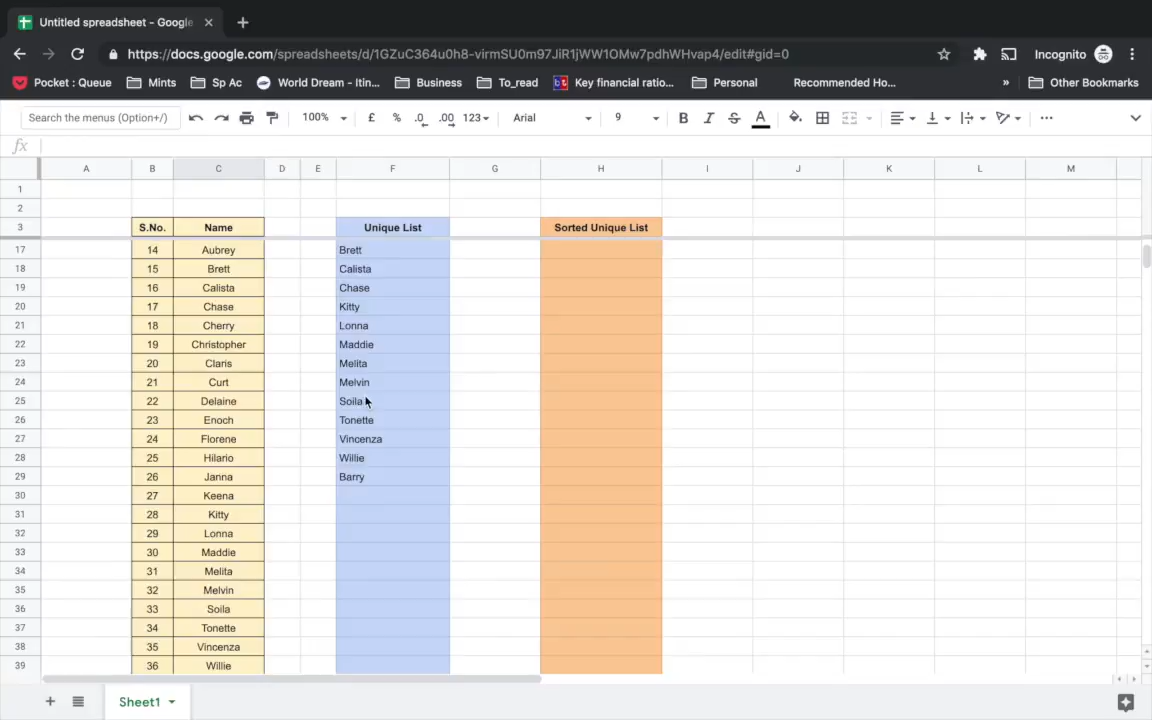 Untitled spreadsheet - Google
https://docs.google.com/spreadsheets/d/1GZuC364u0h8-virmSU0m97JiR1jWW1OMw7pdhWHvap4/edit#gid=0
Incognito
Pocket : Queue Mints Sp Ac World Dream - Itin... Business To_read Key financial ratio... Personal Recommended Ho... » Other Bookmarks
Search the menus (Option+/) 100% £ % .0 .00 123 Arial 9 B I S A
fx
A B C D E F G H I J K L M
1
2
3 S.No. Name Unique List Sorted Unique List
17 14 Aubrey Brett
18 15 Brett Calista
19 16 Calista Chase
20 17 Chase Kitty
21 18 Cherry Lonna
22 19 Christopher Maddie
23 20 Claris Melita
24 21 Curt Melvin
25 22 Delaine Soila
26 23 Enoch Tonette
27 24 Florene Vincenza
28 25 Hilario Willie
29 26 Janna Barry
30 27 Keena
31 28 Kitty
32 29 Lonna
33 30 Maddie
34 31 Melita
35 32 Melvin
36 33 Soila
37 34 Tonette
38 35 Vincenza
39 36 Willie
Sheet1